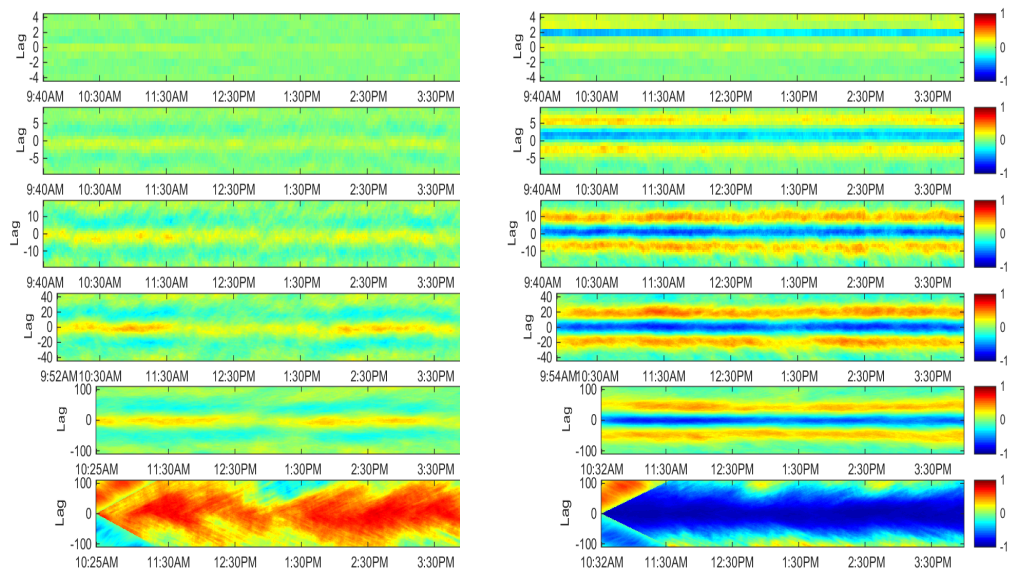 4 2 0 -2 -4 Lag 9:40AM 10:30AM 11:30AM 12:30PM 1:30PM 2:30PM 3:30PM
4 2 0 -2 -4 Lag 9:40AM 10:30AM 11:30AM 12:30PM 1:30PM 2:30PM 3:30PM 1 0 -1
5 0 -5 Lag 9:40AM 10:30AM 11:30AM 12:30PM 1:30PM 2:30PM 3:30PM
5 0 -5 Lag 9:40AM 10:30AM 11:30AM 12:30PM 1:30PM 2:30PM 3:30PM 1 0 -1
10 0 -10 Lag 9:40AM 10:30AM 11:30AM 12:30PM 1:30PM 2:30PM 3:30PM
10 0 -10 Lag 9:40AM 10:30AM 11:30AM 12:30PM 1:30PM 2:30PM 3:30PM 1 0 -1
40 20 0 -20 -40 Lag 9:52AM 10:30AM 11:30AM 12:30PM 1:30PM 2:30PM 3:30PM
40 20 0 -20 -40 Lag 9:54AM 10:30AM 11:30AM 12:30PM 1:30PM 2:30PM 3:30PM 1 0 -1
100 0 -100 Lag 10:25AM 11:30AM 12:30PM 1:30PM 2:30PM 3:30PM
100 0 -100 Lag 10:32AM 11:30AM 12:30PM 1:30PM 2:30PM 3:30PM 1 0 -1
100 0 -100 Lag 10:25AM 11:30AM 12:30PM 1:30PM 2:30PM 3:30PM
100 0 -100 Lag 10:32AM 11:30AM 12:30PM 1:30PM 2:30PM 3:30PM 1 0 -1